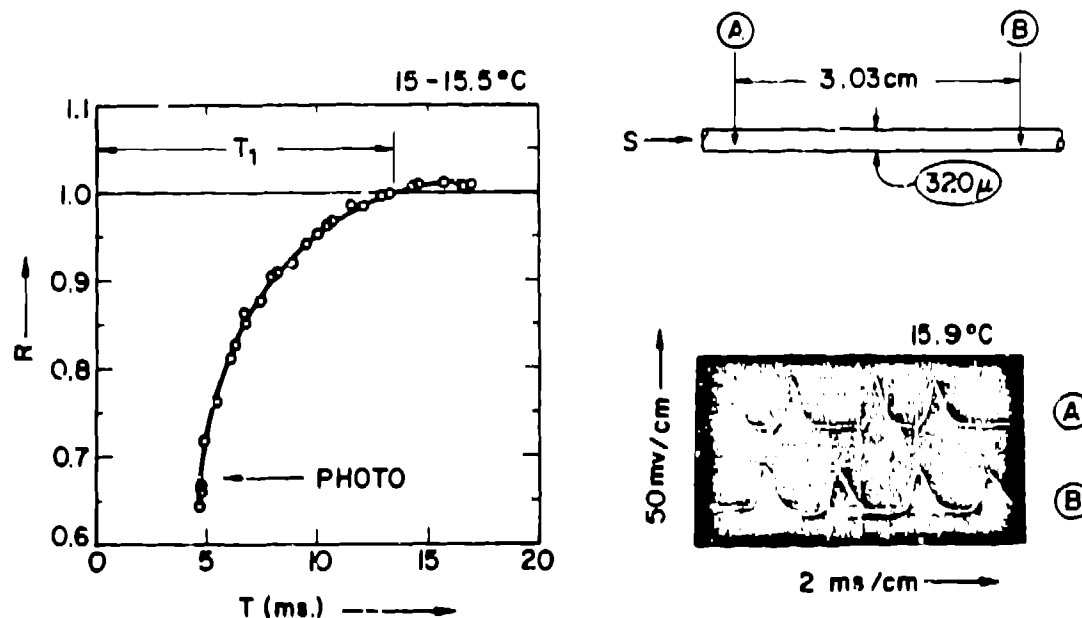 15-15.5°C
1.1
1.0
0.9
0.8
0.7
0.6
T₁
PHOTO
R
0
5
10
15
20
T (ms.)
A
B
3.03cm
S
320μ
15.9°C
50mv/cm
A
B
2 ms/cm